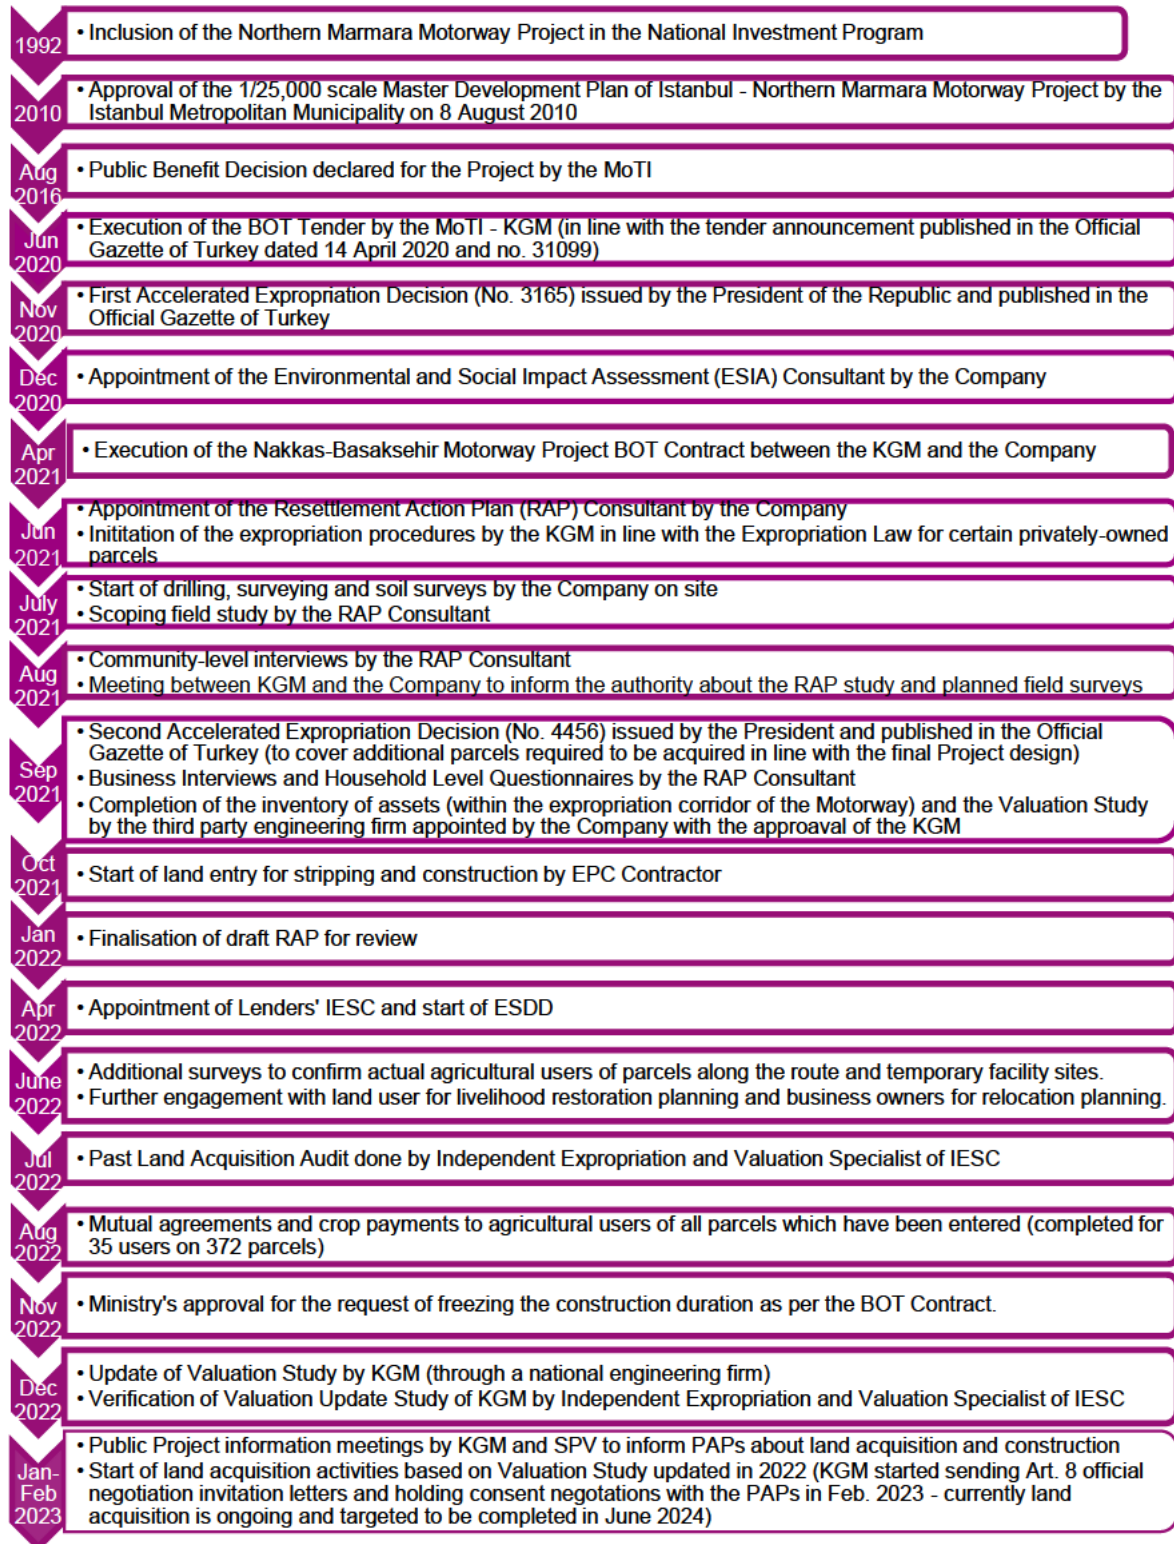 1992
• Inclusion of the Northern Marmara Motorway Project in the National Investment Program
2010
• Approval of the 1/25,000 scale Master Development Plan of Istanbul - Northern Marmara Motorway Project by the
Istanbul Metropolitan Municipality on 8 August 2010
Aug
2016
• Public Benefit Decision declared for the Project by the MoTI
Jun
2020
• Execution of the BOT Tender by the MoTI - KGM (in line with the tender announcement published in the Official
Gazette of Turkey dated 14 April 2020 and no. 31099)
Nov
2020
• First Accelerated Expropriation Decision (No. 3165) issued by the President of the Republic and published in the
Official Gazette of Turkey
Dec
2020
• Appointment of the Environmental and Social Impact Assessment (ESIA) Consultant by the Company
Apr
2021
• Execution of the Nakkas-Basaksehir Motorway Project BOT Contract between the KGM and the Company
Jun
2021
• Appointment of the Resettlement Action Plan (RAP) Consultant by the Company
• Inititation of the expropriation procedures by the KGM in line with the Expropriation Law for certain privately-owned
parcels
July
2021
• Start of drilling, surveying and soil surveys by the Company on site
• Scoping field study by the RAP Consultant
Aug
2021
• Community-level interviews by the RAP Consultant
• Meeting between KGM and the Company to inform the authority about the RAP study and planned field surveys
Sep
2021
• Second Accelerated Expropriation Decision (No. 4456) issued by the President and published in the Official
Gazette of Turkey (to cover additional parcels required to be acquired in line with the final Project design)
• Business Interviews and Household Level Questionnaires by the RAP Consultant
• Completion of the inventory of assets (within the expropriation corridor of the Motorway) and the Valuation Study
by the third party engineering firm appointed by the Company with the approaval of the KGM
Oct
2021
• Start of land entry for stripping and construction by EPC Contractor
Jan
2022
• Finalisation of draft RAP for review
Apr
2022
• Appointment of Lenders' IESC and start of ESDD
June
2022
• Additional surveys to confirm actual agricultural users of parcels along the route and temporary facility sites.
• Further engagement with land user for livelihood restoration planning and business owners for relocation planning.
Jul
2022
• Past Land Acquisition Audit done by Independent Expropriation and Valuation Specialist of IESC
Aug
2022
• Mutual agreements and crop payments to agricultural users of all parcels which have been entered (completed for
35 users on 372 parcels)
Nov
2022
• Ministry's approval for the request of freezing the construction duration as per the BOT Contract.
Dec
2022
• Update of Valuation Study by KGM (through a national engineering firm)
• Verification of Valuation Update Study of KGM by Independent Expropriation and Valuation Specialist of IESC
Jan-
Feb
2023
• Public Project information meetings by KGM and SPV to inform PAPs about land acquisition and construction
• Start of land acquisition activities based on Valuation Study updated in 2022 (KGM started sending Art. 8 official
negotiation invitation letters and holding consent negotations with the PAPs in Feb. 2023 - currently land
acquisition is ongoing and targeted to be completed in June 2024)